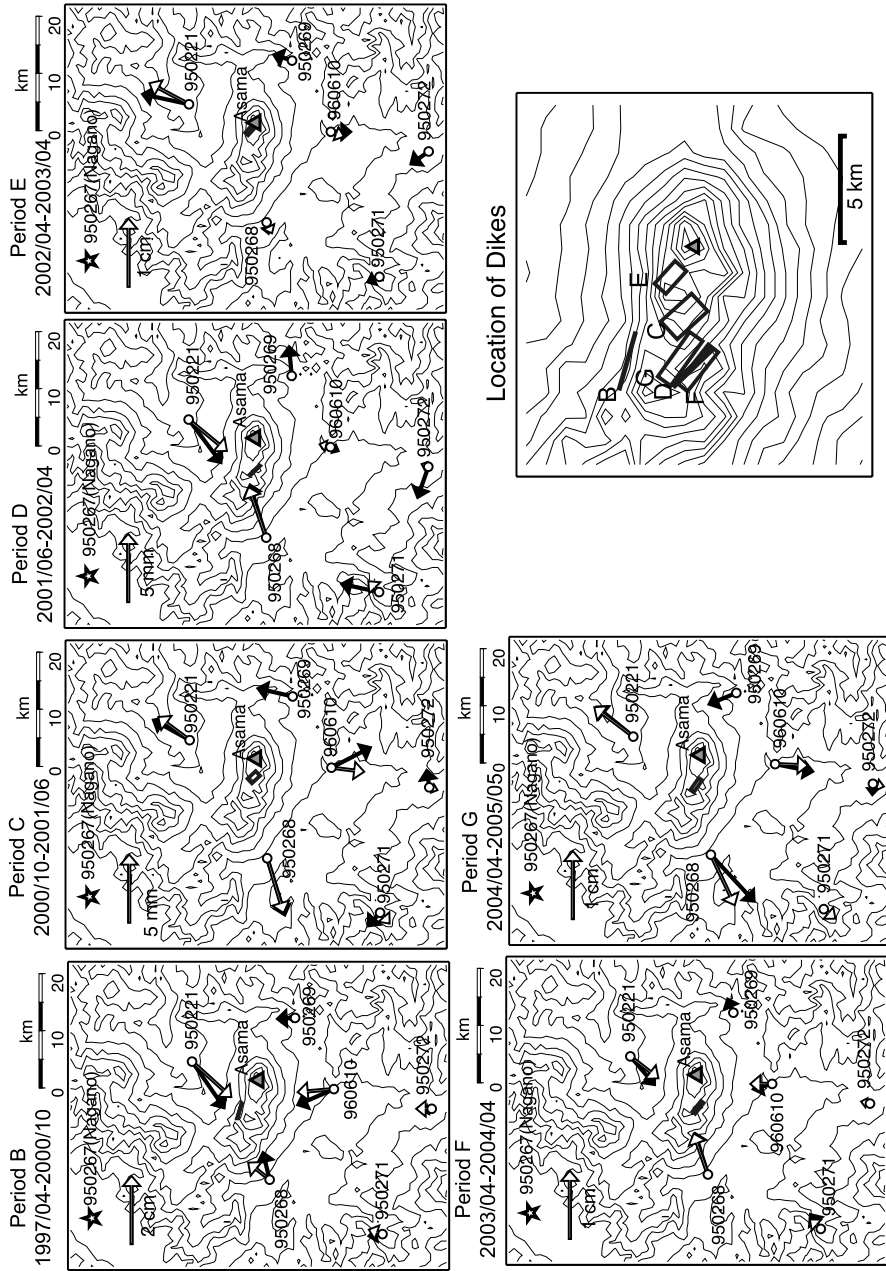 Period B
1997/04-2000/10
km
0 10 20
950267(Nagano)
2 cm
950221
Asama
950268
950269
960610
950271
950272
Period C
2000/10-2001/06
km
0 10 20
950267(Nagano)
5 mm
950221
Asama
950268
950269
960610
950271
950272
Period D
2001/06-2002/04
km
0 10 20
950267(Nagano)
5 mm
950221
Asama
950268
950269
960610
950271
950272
Period E
2002/04-2003/04
km
0 10 20
950267(Nagano)
1 cm
950221
Asama
950268
950269
960610
950271
950272
Period F
2003/04-2004/04
950267(Nagano)
1 cm
950221
Asama
950268
950269
960610
950271
950272
Period G
2004/04-2005/05
km
0 10 20
950267(Nagano)
1 cm
950221
Asama
950268
950269
960610
950271
950272
Location of Dikes
B
G
D
F
C
E
5 km